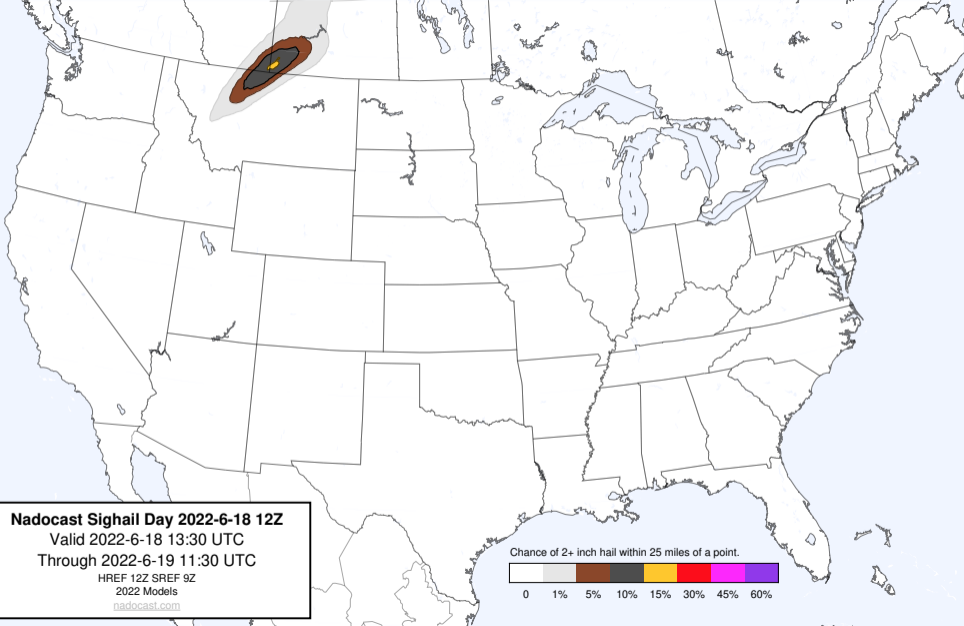 Nadocast Sighail Day 2022-6-18 12Z
Valid 2022-6-18 13:30 UTC
Through 2022-6-19 11:30 UTC
HREF 12Z SREF 9Z
2022 Models
nadocast.com
Chance of 2+ inch hail within 25 miles of a point.
0 1% 5% 10% 15% 30% 45% 60%